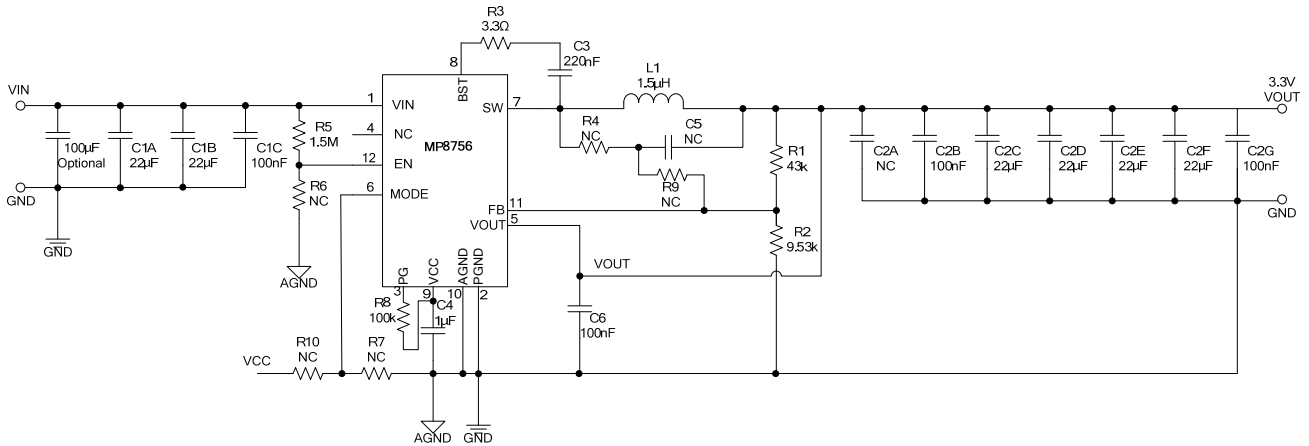 R3
3.3Ω
C3
220nF
8
BST
L1
1.5µH
VIN
1
VIN
SW
7
3.3V
VOUT
100µF
Optional
C1A
22µF
C1B
22µF
C1C
100nF
R5
1.5M
4
NC
MP8756
12
EN
R4
NC
C5
NC
R1
43k
C2A
NC
C2B
100nF
C2C
22µF
C2D
22µF
C2E
22µF
C2F
22µF
C2G
100nF
GND
R6
NC
6
MODE
R9
NC
FB
11
VOUT
5
GND
R2
9.53k
GND
AGND
PG
VCC
AGND
PGND
3
9
10
2
VOUT
R8
100k
C4
1µF
C6
100nF
VCC
R10
NC
R7
NC
AGND
GND